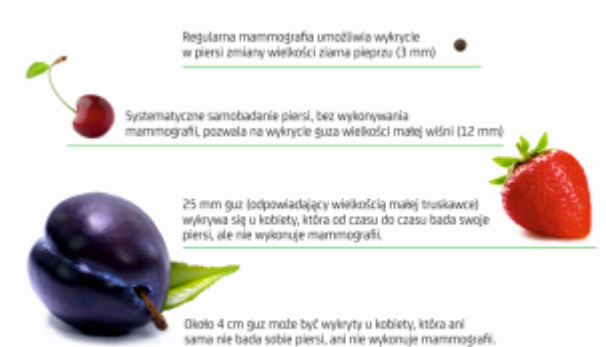 Regularna mammografia umożliwia wykrycie
w piersi zmiany wielkości ziarna pieprzu (3 mm)
Systematyczne samobadanie piersi, bez wykonywania
mammografii, pozwala na wykrycie guza wielkości małej wiśni (12 mm)
25 mm guz (odpowiadający wielkością małej truskawce)
wykrywa się u kobiety, która od czasu do czasu bada swoje
piersi, ale nie wykonuje mammografii.
Około 4 cm guz może być wykryty u kobiety, która ani
sama nie bada sobie piersi, ani nie wykonuje mammografii.